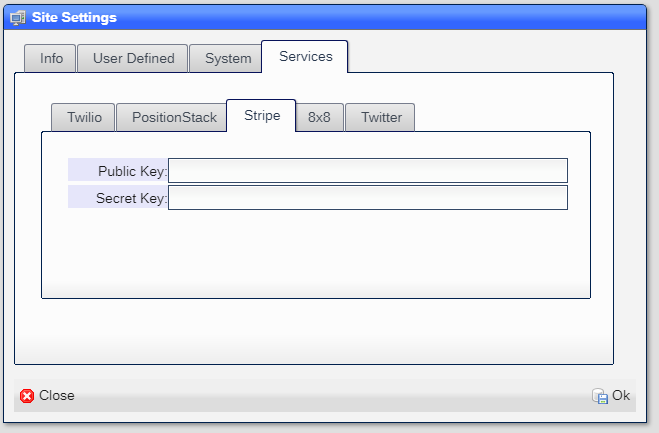 Site Settings
Info User Defined System Services
Twilio PositionStack Stripe 8x8 Twitter
Public Key:
Secret Key:
Close Ok